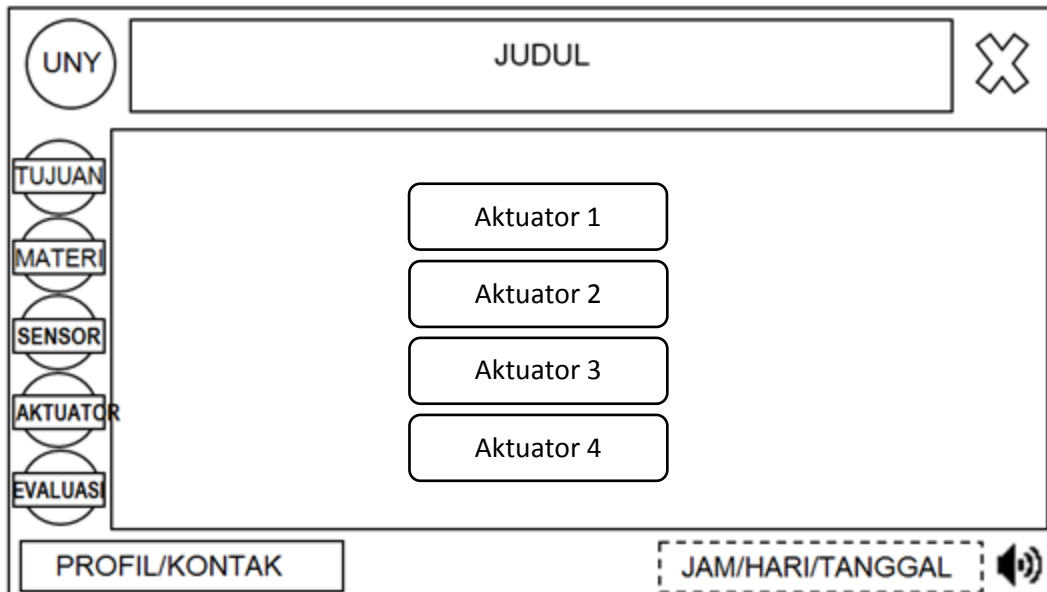 UNY
JUDUL
TUJUAN
MATERI
SENSOR
AKTUATOR
EVALUASI
Aktuator 1
Aktuator 2
Aktuator 3
Aktuator 4
PROFIL/KONTAK
JAM/HARI/TANGGAL